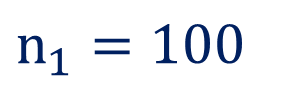 n₁ = 100